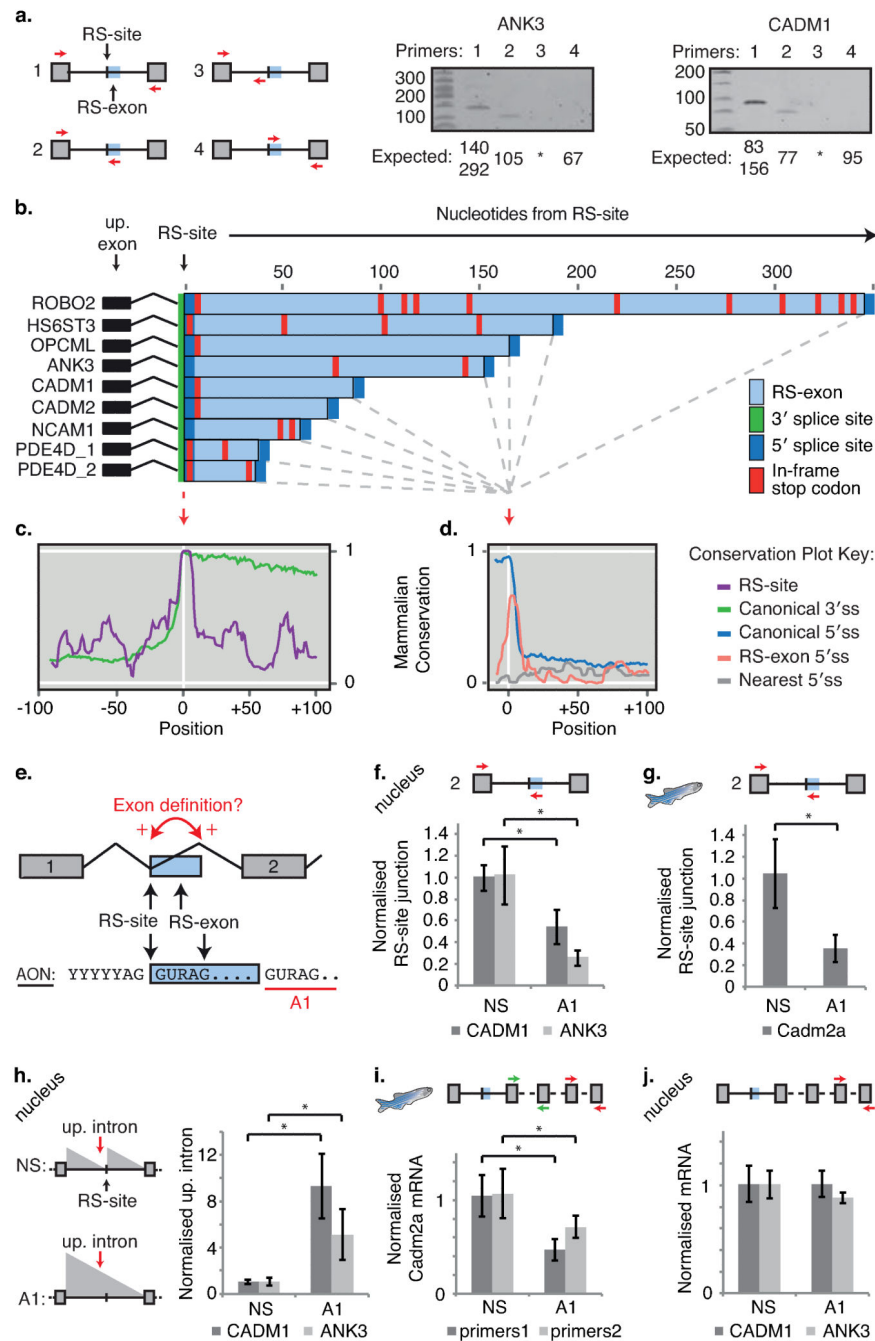 a.
RS-site
1
3
RS-exon
2
4
ANK3
Primers: 1 2 3 4
300
200
100
Expected: 140 292 105 * 67
CADM1
Primers: 1 2 3 4
200
100
50
Expected: 83 156 77 * 95
b.
Nucleotides from RS-site
up. exon
RS-site
50 100 150 200 250 300
ROBO2
HS6ST3
OPCML
ANK3
CADM1
CADM2
NCAM1
PDE4D_1
PDE4D_2
RS-exon
3′ splice site
5′ splice site
In-frame stop codon
c.
1
0
-100 -50 0 +50 +100
Position
Mammalian Conservation
d.
1
0
0 +50 +100
Position
Conservation Plot Key:
RS-site
Canonical 3′ss
Canonical 5′ss
RS-exon 5′ss
Nearest 5′ss
e.
Exon definition?
+ +
1 2
RS-site
RS-exon
AON: YYYYYAG GURAG.... GURAG..
A1
f.
nucleus
2
*
*
Normalised RS-site junction
1.4
1.2
1.0
0.8
0.6
0.4
0.2
0
NS A1
CADM1 ANK3
g.
2
*
Normalised RS-site junction
1.4
1.2
1.0
0.8
0.6
0.4
0.2
0
NS A1
Cadm2a
h.
nucleus
up. intron
NS:
RS-site
up. intron
A1:
*
*
Normalised up. intron
12
8
4
0
NS A1
CADM1 ANK3
i.
*
*
Normalised Cadm2a mRNA
1
0
NS A1
primers1 primers2
j.
nucleus
Normalised mRNA
1
0
NS A1
CADM1 ANK3